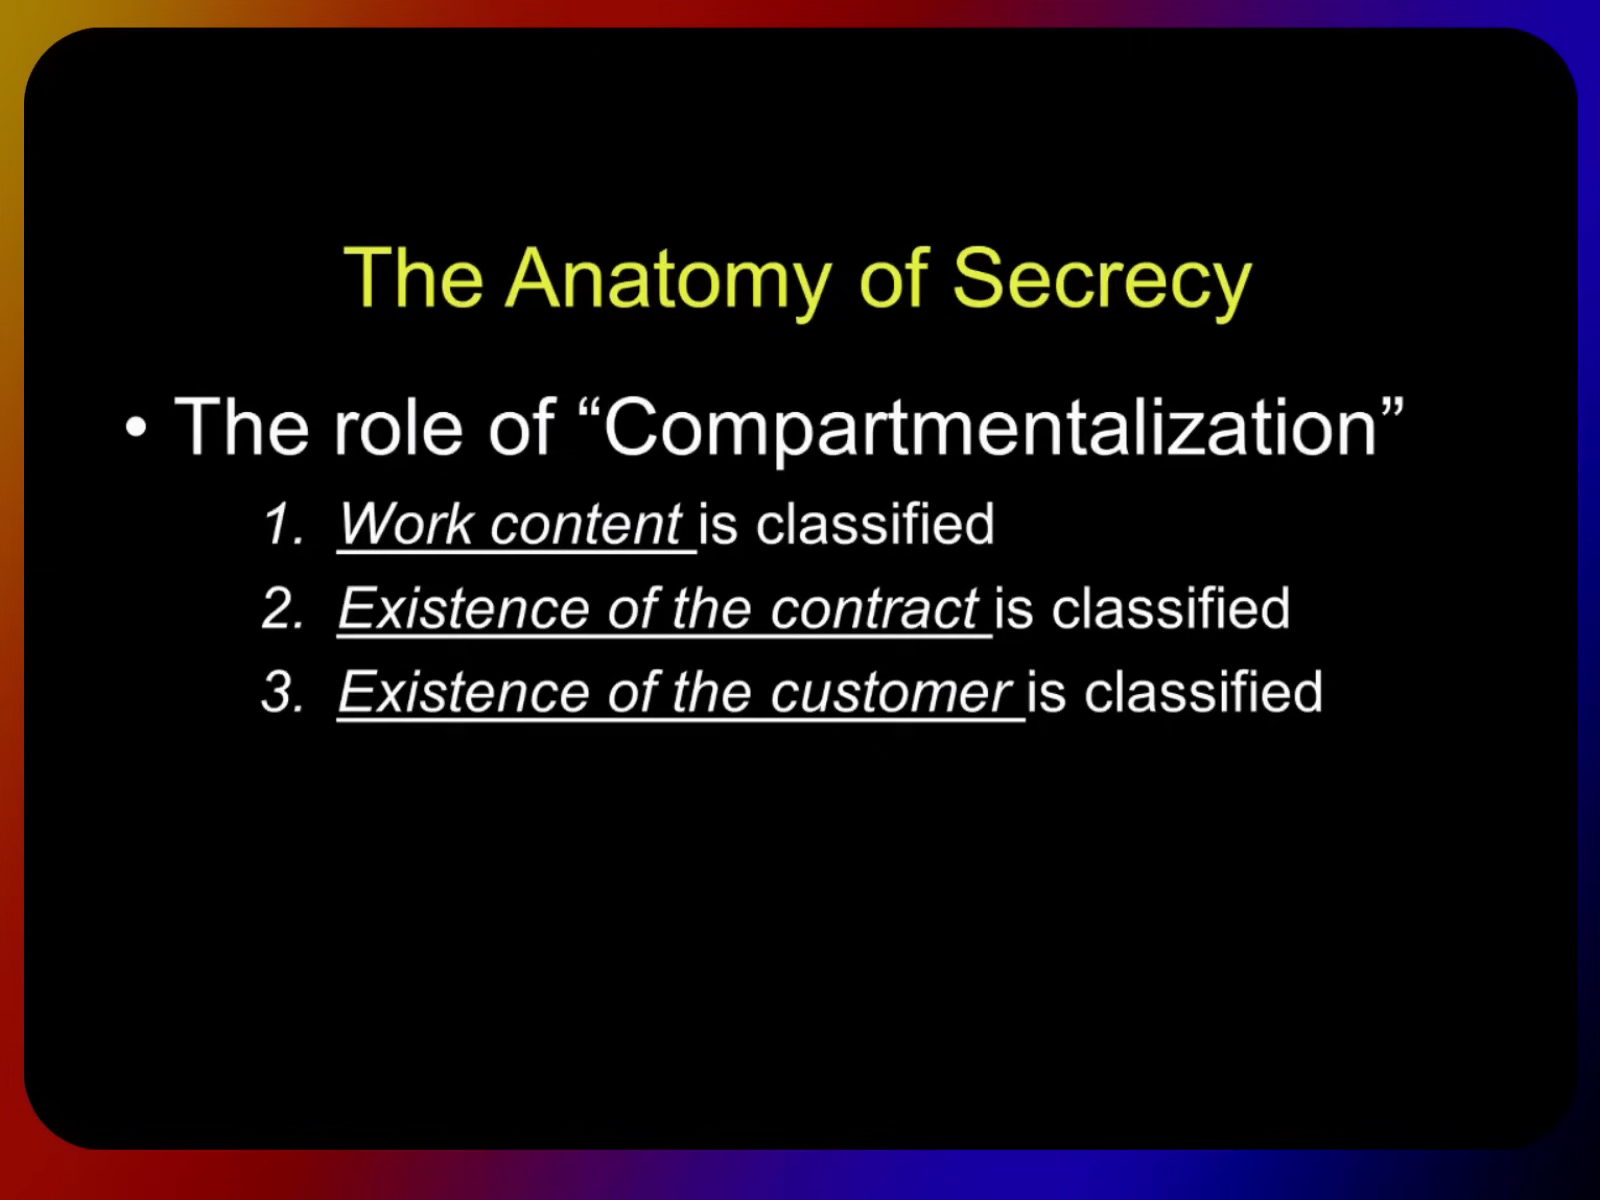 The Anatomy of Secrecy
• The role of “Compartmentalization”
1. Work content is classified
2. Existence of the contract is classified
3. Existence of the customer is classified